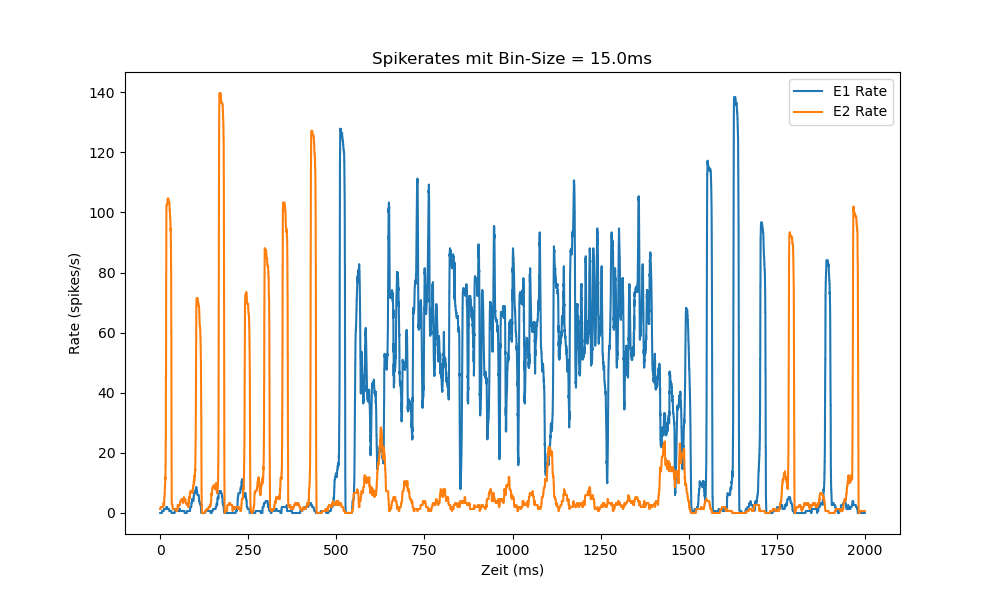 Spikerates mit Bin-Size = 15.0ms
E1 Rate
E2 Rate
Rate (spikes/s)
140
120
100
80
60
40
20
0
0 250 500 750 1000 1250 1500 1750 2000
Zeit (ms)